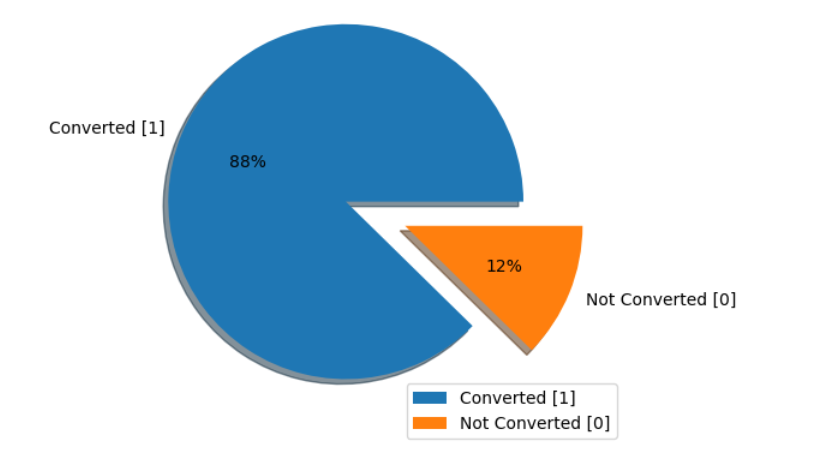 Converted [1]
88%
12%
Not Converted [0]
Converted [1]
Not Converted [0]